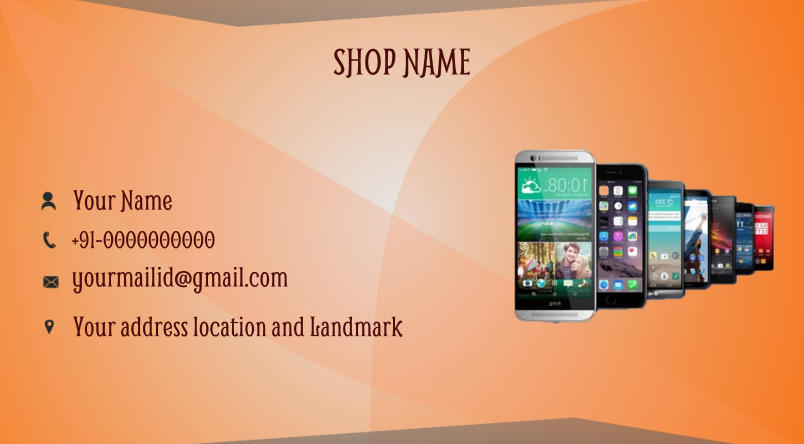 SHOP NAME
Your Name
+91-0000000000
yourmailid@gmail.com
Your address location and Landmark